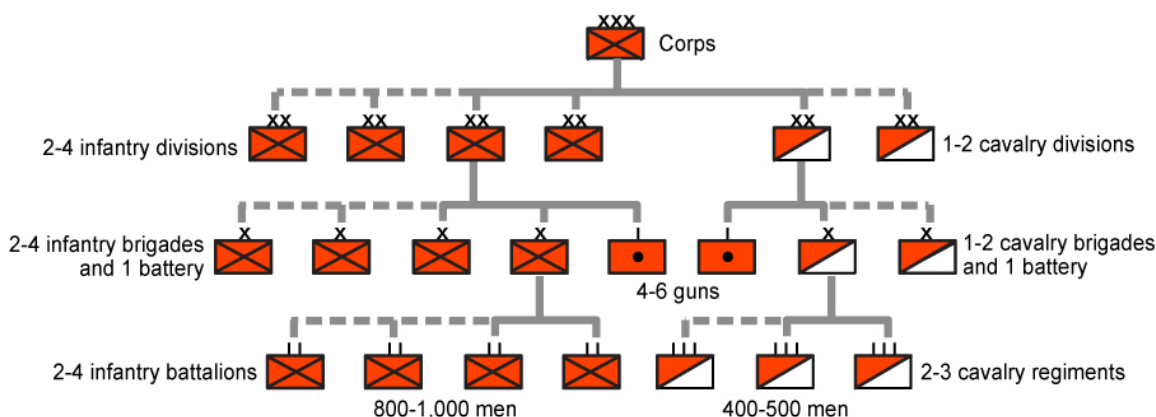 XXX
Corps
XX XX XX XX XX XX
2-4 infantry divisions
1-2 cavalry divisions
X X X X I I X X
2-4 infantry brigades
and 1 battery
1-2 cavalry brigades
and 1 battery
4-6 guns
II II II II III III III
2-4 infantry battalions
2-3 cavalry regiments
800-1.000 men
400-500 men